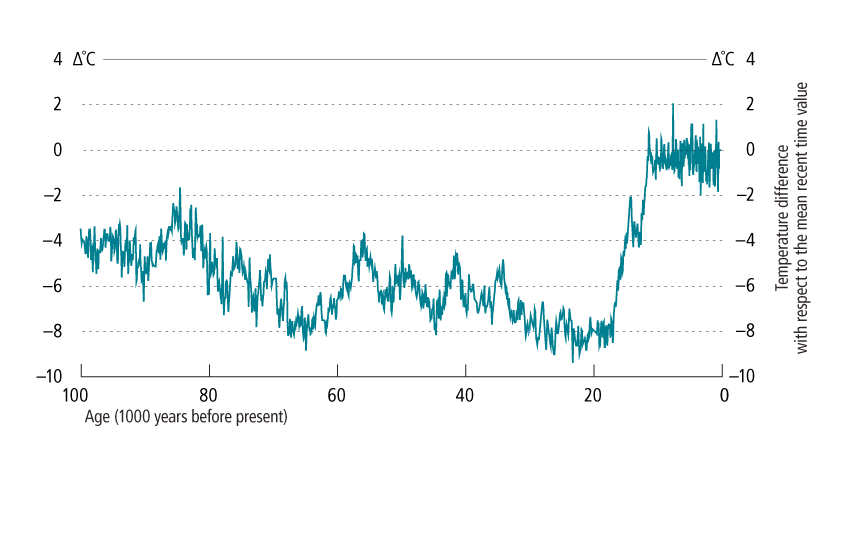 4 Δ°C Δ°C 4
2 2
0 0
–2 –2
–4 –4
–6 –6
–8 –8
–10 –10
100 80 60 40 20 0
Age (1000 years before present)
Temperature difference
with respect to the mean recent time value